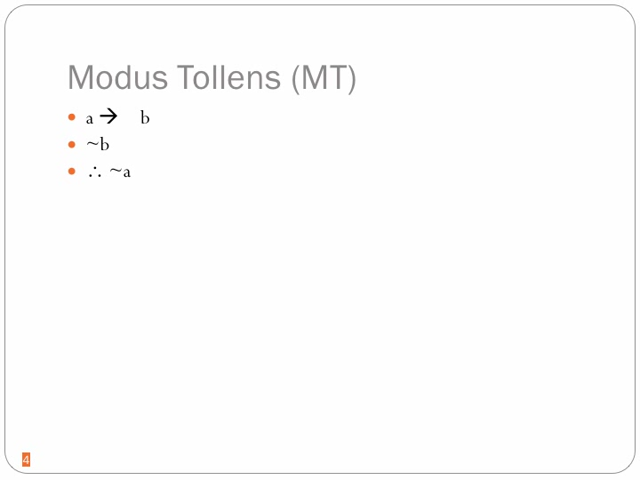 Modus Tollens (MT)
• a → b
• ~b
• ∴ ~a
4